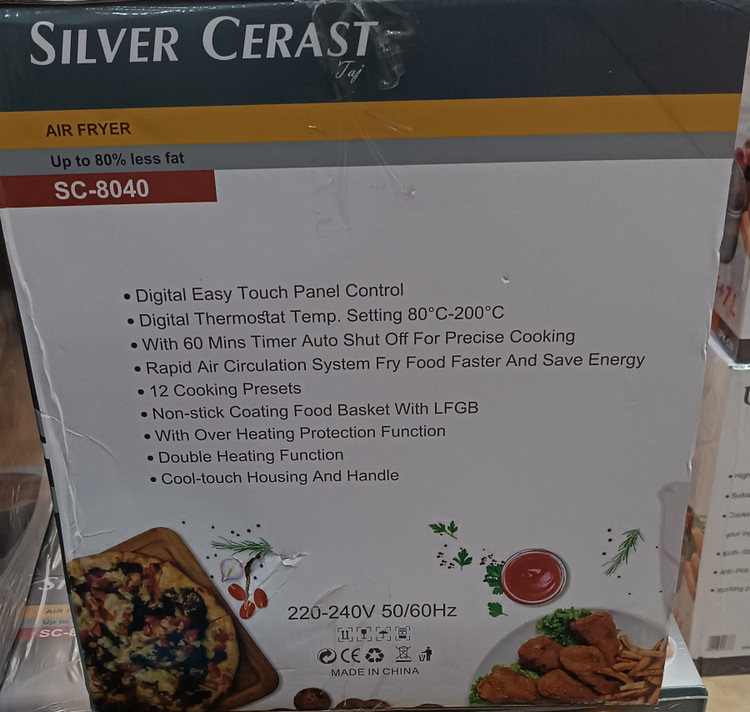 SILVER CERAST
Taj
AIR FRYER
Up to 80% less fat
SC-8040
• Digital Easy Touch Panel Control
• Digital Thermostat Temp. Setting 80°C-200°C
• With 60 Mins Timer Auto Shut Off For Precise Cooking
• Rapid Air Circulation System Fry Food Faster And Save Energy
• 12 Cooking Presets
• Non-stick Coating Food Basket With LFGB
• With Over Heating Protection Function
• Double Heating Function
• Cool-touch Housing And Handle
220-240V 50/60Hz
CE
MADE IN CHINA